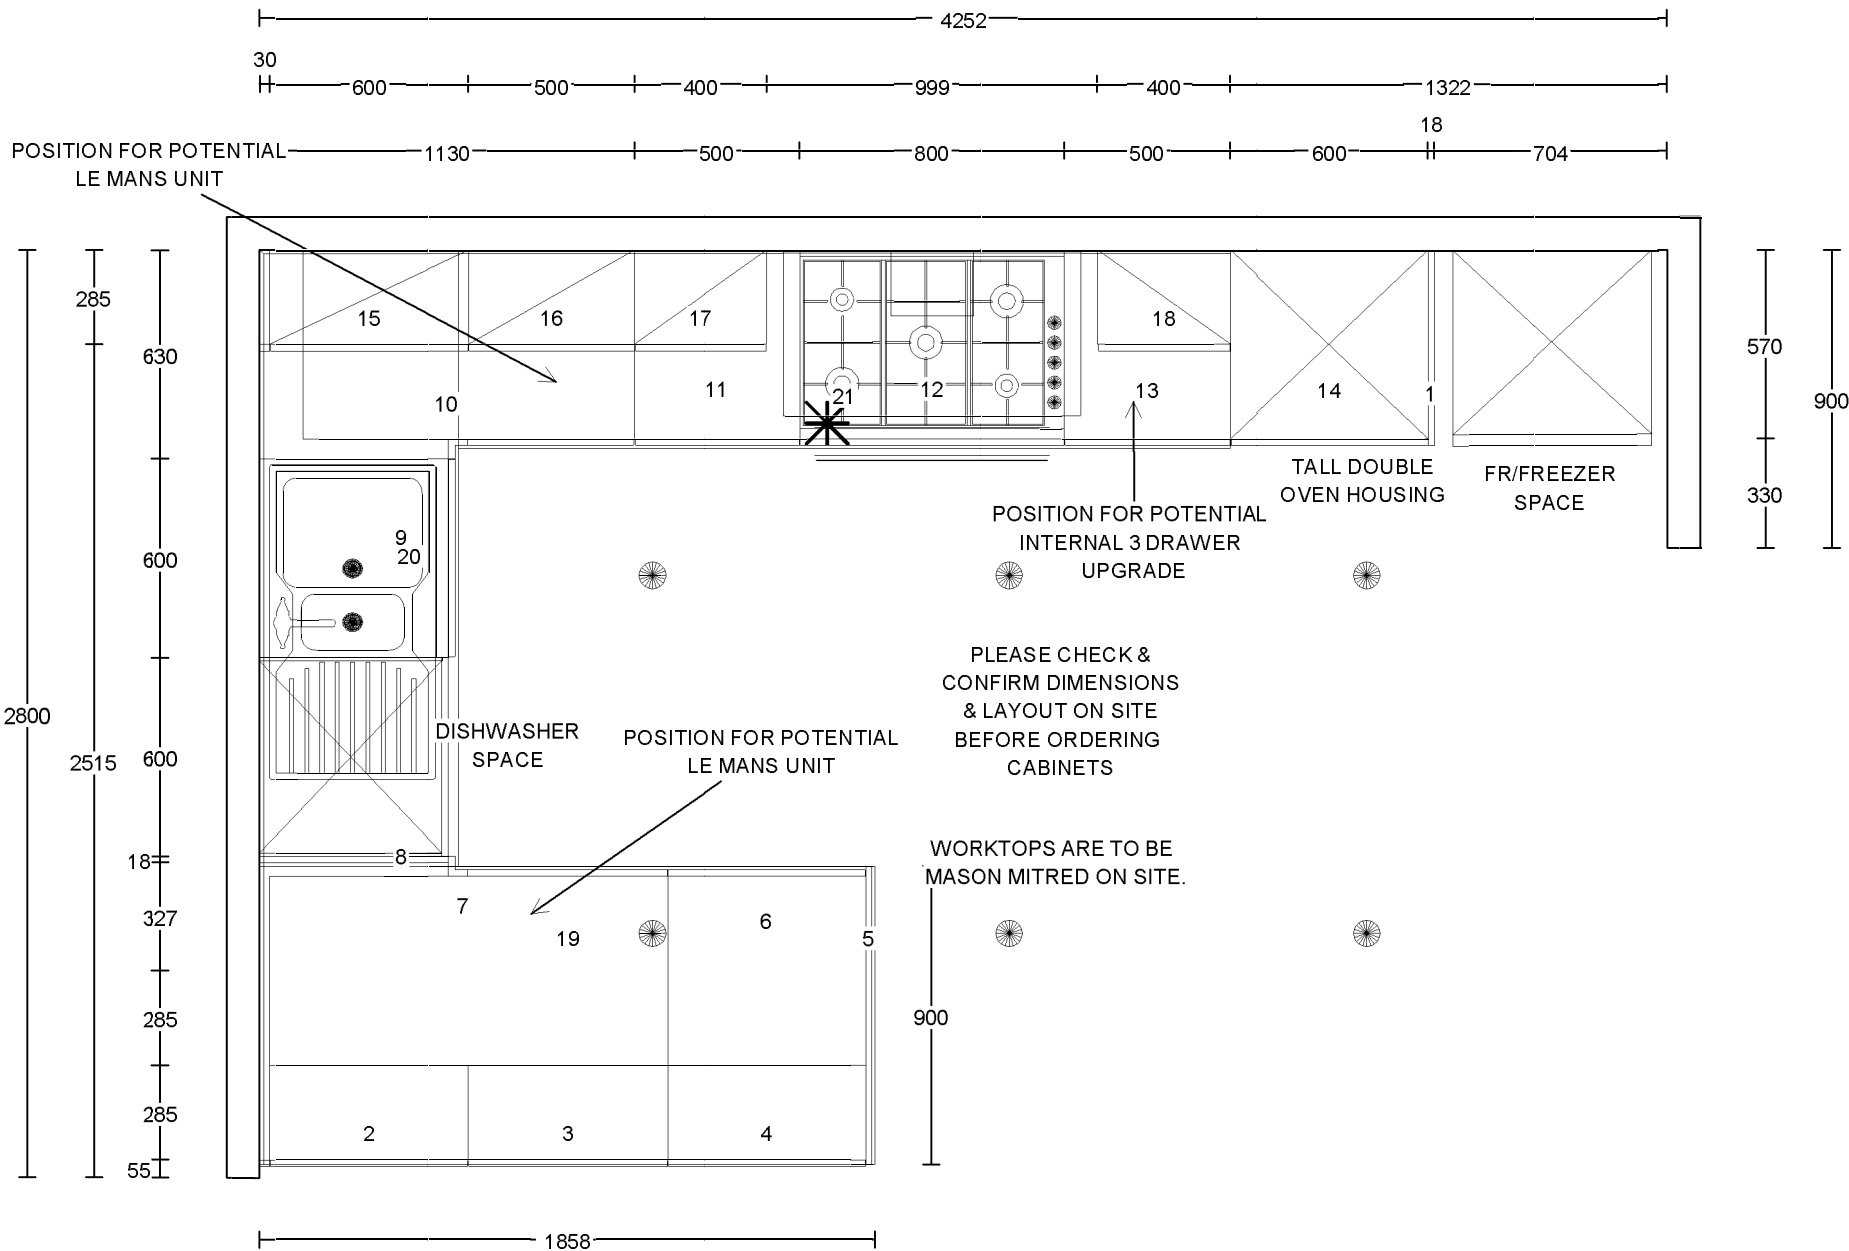 4252
30
600 500 400 999 400 1322
18
POSITION FOR POTENTIAL
LE MANS UNIT
1130 500 800 500 600 704
285
630
2800
2515
600
600
18
327
285
285
55
570
900
330
15 16 17 18
10 11 21 12 13 14 1
TALL DOUBLE
OVEN HOUSING
FR/FREEZER
SPACE
POSITION FOR POTENTIAL
INTERNAL 3 DRAWER
UPGRADE
9
20
DISHWASHER
SPACE
POSITION FOR POTENTIAL
LE MANS UNIT
PLEASE CHECK &
CONFIRM DIMENSIONS
& LAYOUT ON SITE
BEFORE ORDERING
CABINETS
WORKTOPS ARE TO BE
MASON MITRED ON SITE.
8
7
19
6
5
900
2 3 4
1858